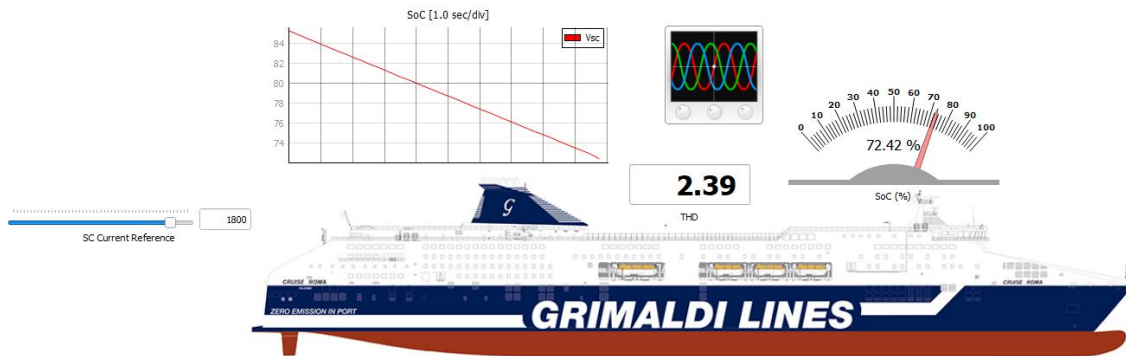 SoC [1.0 sec/div]
Vsc
84
82
80
78
76
74
0 10 20 30 40 50 60 70 80 90 100
72.42 %
SoC (%)
2.39
THD
1800
SC Current Reference
G
CRUISE ROMA
CRUISE ROMA
ZERO EMISSION IN PORT
GRIMALDI LINES